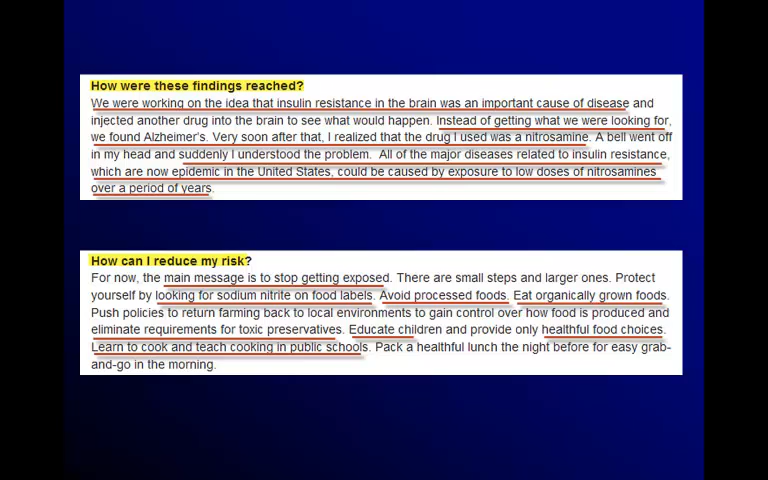 How were these findings reached?
We were working on the idea that insulin resistance in the brain was an important cause of disease and
injected another drug into the brain to see what would happen. Instead of getting what we were looking for,
we found Alzheimer's. Very soon after that, I realized that the drug I used was a nitrosamine. A bell went off
in my head and suddenly I understood the problem. All of the major diseases related to insulin resistance,
which are now epidemic in the United States, could be caused by exposure to low doses of nitrosamines
over a period of years.
How can I reduce my risk?
For now, the main message is to stop getting exposed. There are small steps and larger ones. Protect
yourself by looking for sodium nitrite on food labels. Avoid processed foods. Eat organically grown foods.
Push policies to return farming back to local environments to gain control over how food is produced and
eliminate requirements for toxic preservatives. Educate children and provide only healthful food choices.
Learn to cook and teach cooking in public schools. Pack a healthful lunch the night before for easy grab-
and-go in the morning.